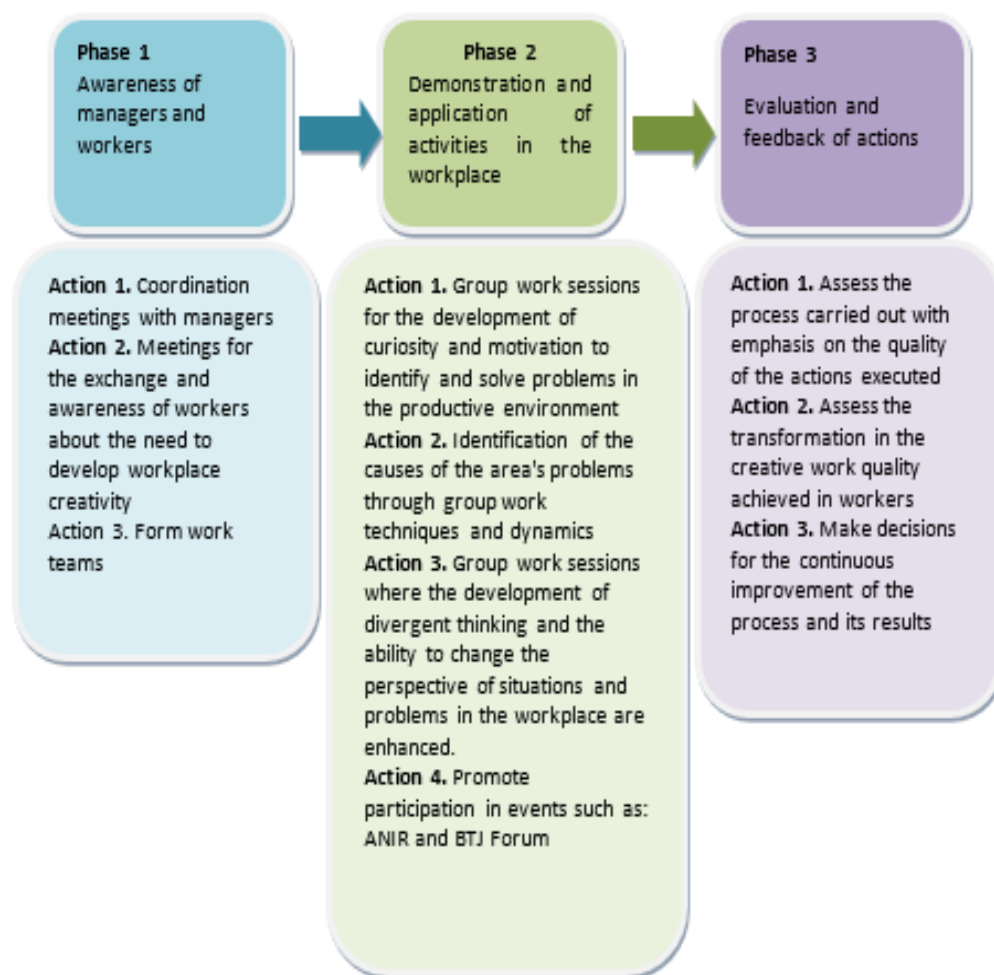 Phase 1
Awareness of
managers and
workers
Phase 2
Demonstration and
application of
activities in the
workplace
Phase 3
Evaluation and
feedback of actions
Action 1. Coordination
meetings with managers
Action 2. Meetings for
the exchange and
awareness of workers
about the need to
develop workplace
creativity
Action 3. Form work
teams
Action 1. Group work sessions
for the development of
curiosity and motivation to
identify and solve problems in
the productive environment
Action 2. Identification of the
causes of the area's problems
through group work
techniques and dynamics
Action 3. Group work sessions
where the development of
divergent thinking and the
ability to change the
perspective of situations and
problems in the workplace are
enhanced.
Action 4. Promote
participation in events such as:
ANIR and BTJ Forum
Action 1. Assess the
process carried out with
emphasis on the quality
of the actions executed
Action 2. Assess the
transformation in the
creative work quality
achieved in workers
Action 3. Make decisions
for the continuous
improvement of the
process and its results